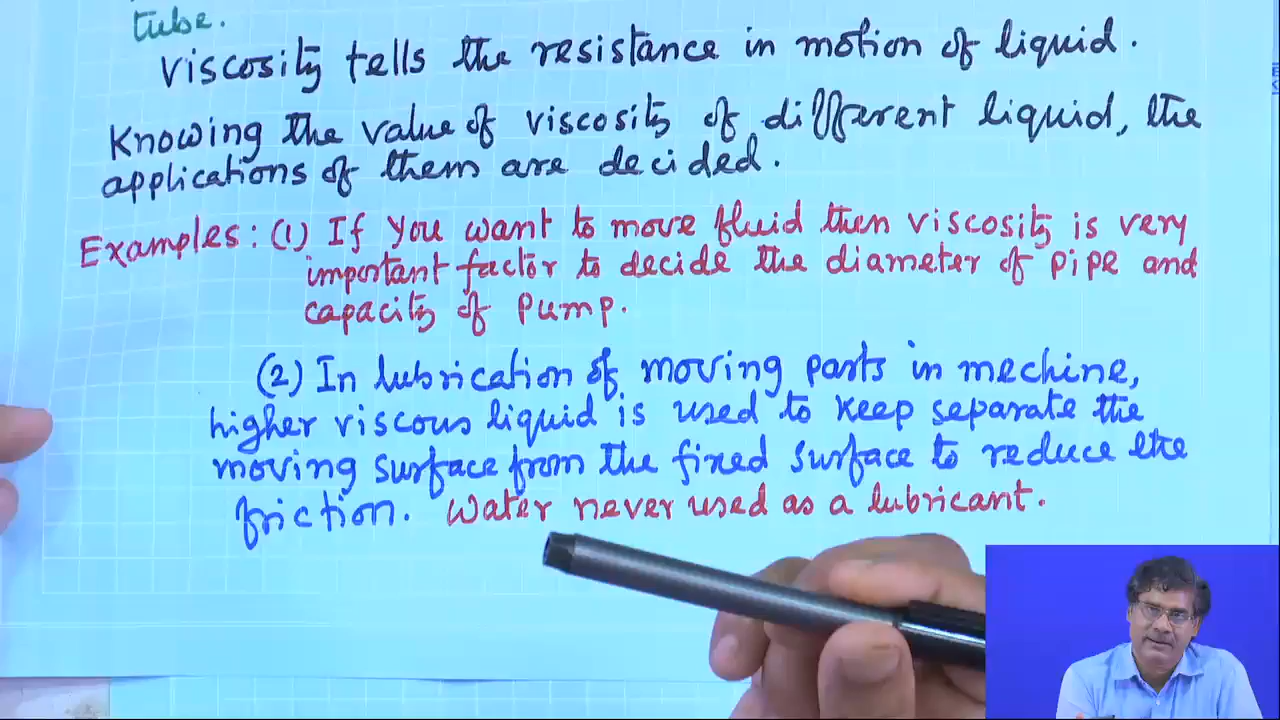 tube.
Viscosity tells the resistance in motion of liquid.
Knowing the value of viscosity of different liquid, the
applications of them are decided.
Examples: (1) If you want to move fluid then viscosity is very
important factor to decide the diameter of pipe and
capacity of pump.
(2) In lubrication of moving parts in mechine,
higher viscous liquid is used to keep separate the
moving surface from the fixed surface to reduce the
friction. Water never used as a lubricant.